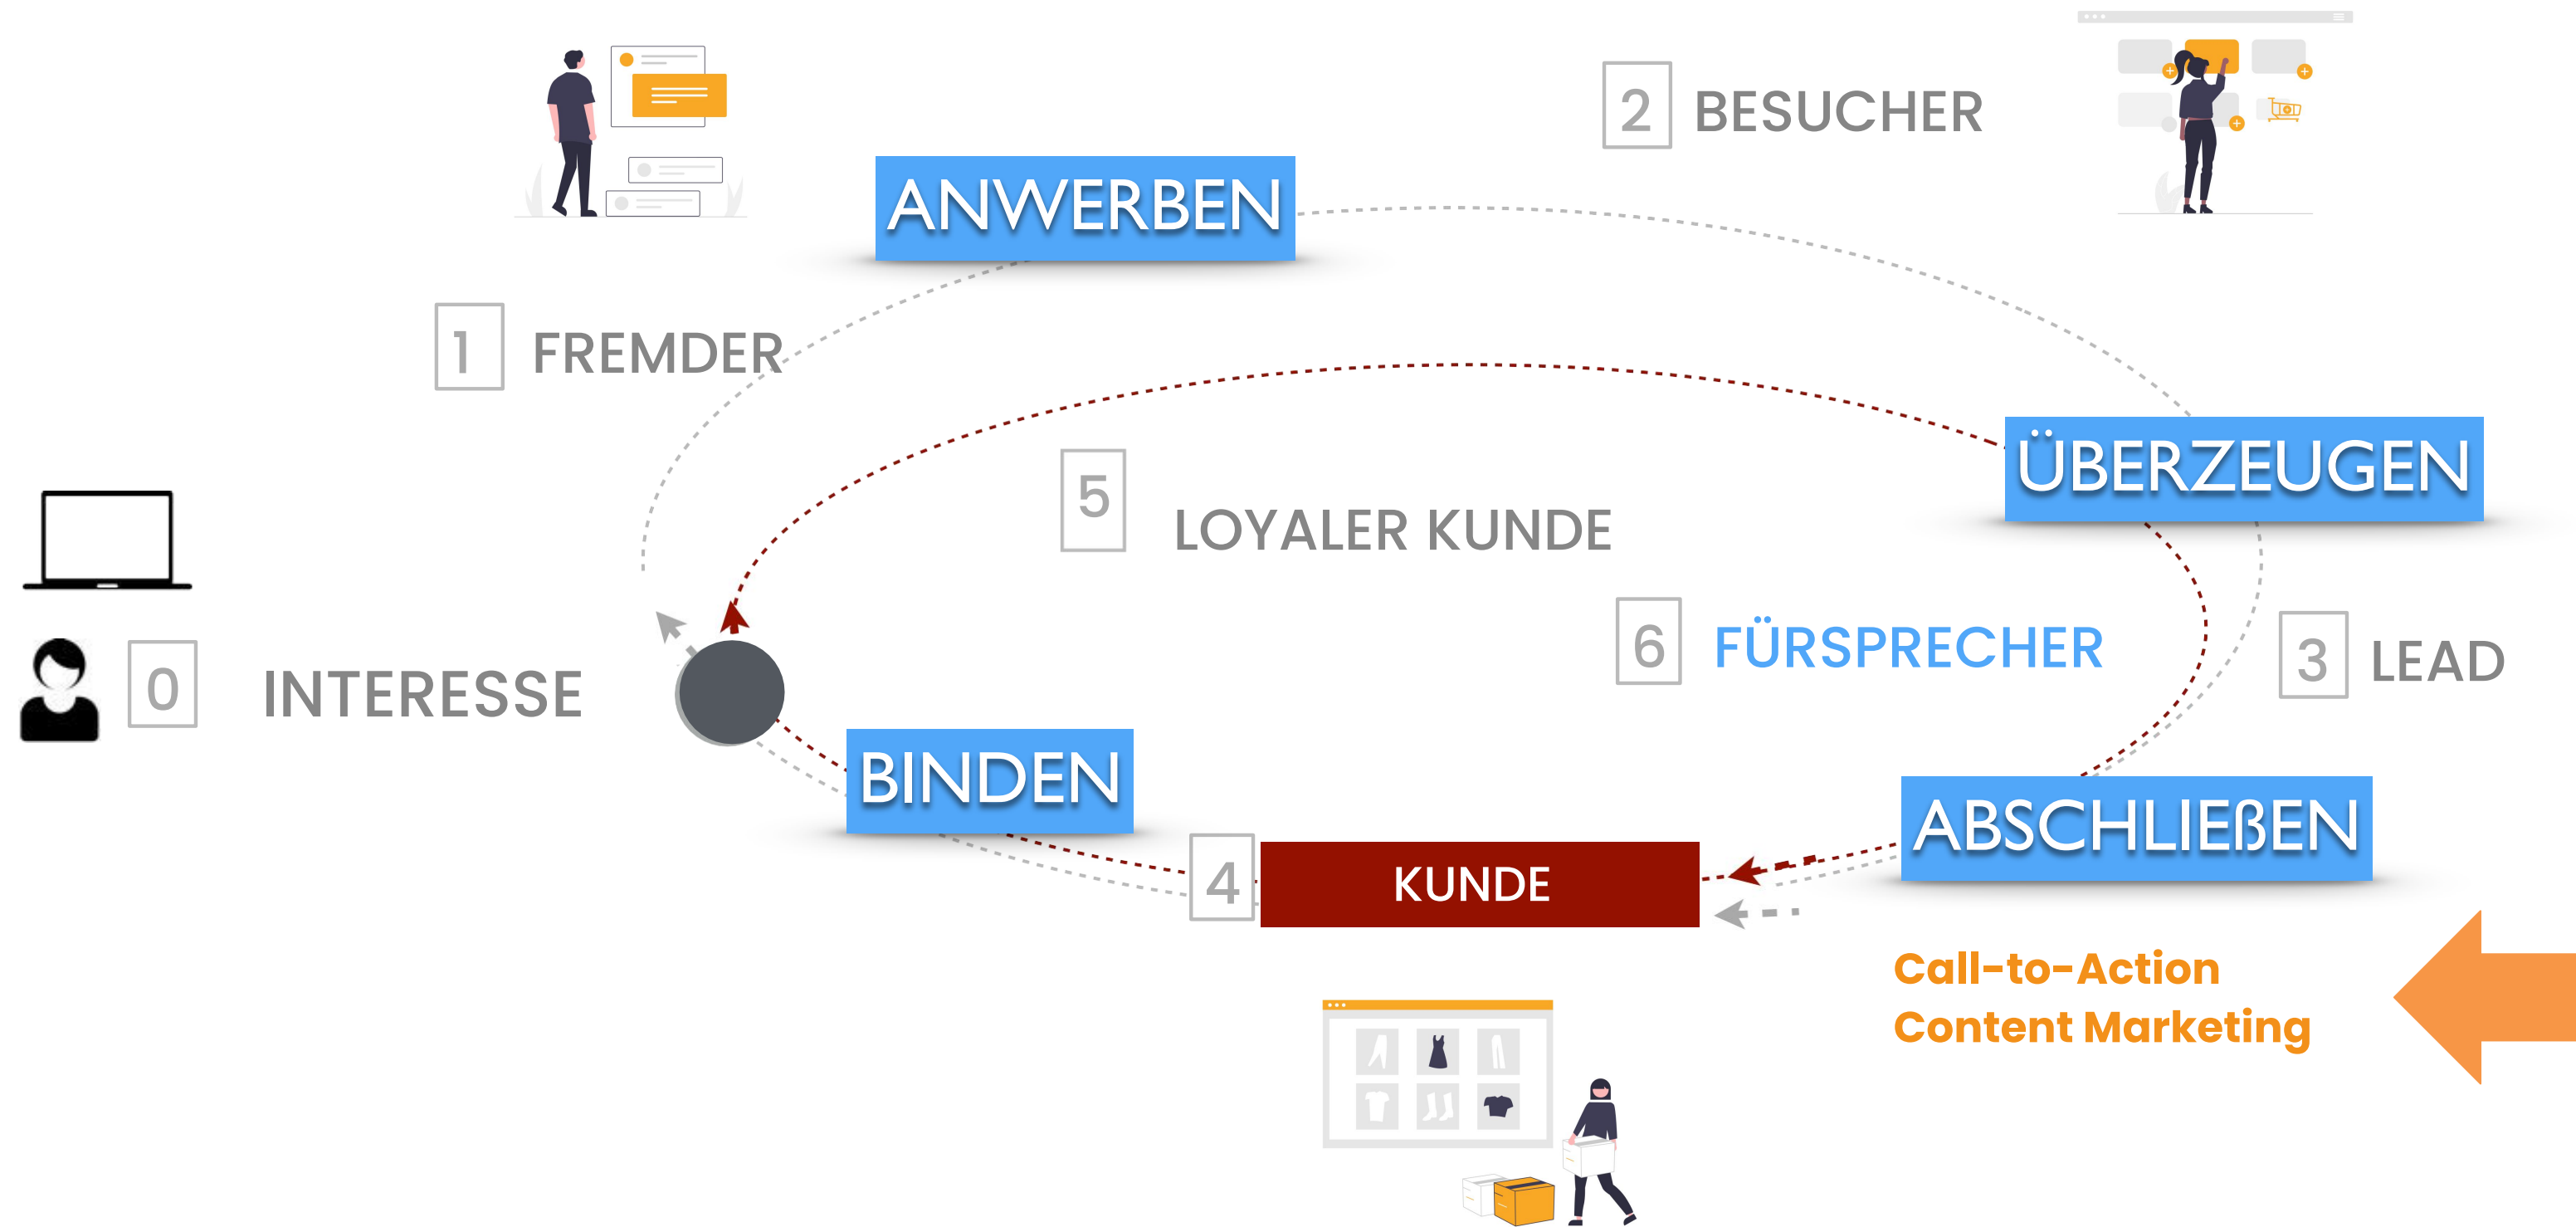 2 BESUCHER
ANWERBEN
1 FREMDER
ÜBERZEUGEN
5 LOYALER KUNDE
6 FÜRSPRECHER
3 LEAD
0 INTERESSE
BINDEN
ABSCHLIEßEN
4 KUNDE
Call-to-Action
Content Marketing